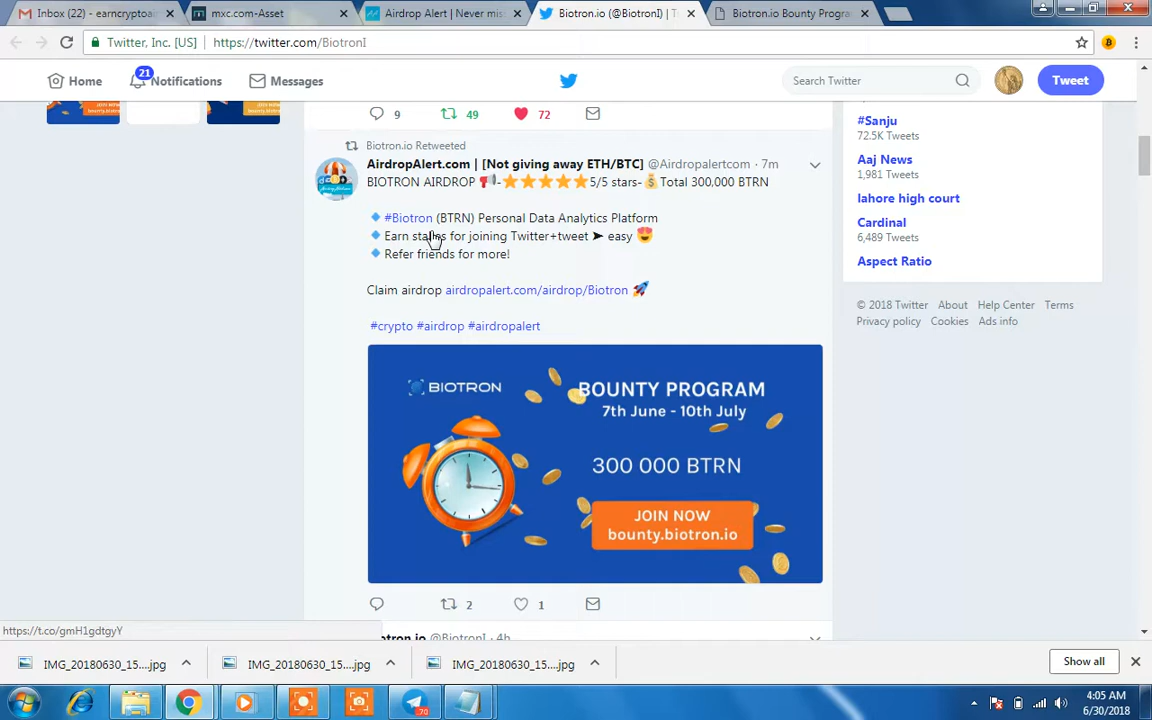 Inbox (22) - earncryptoai
mxc.com-Asset
Airdrop Alert | Never mis
Biotron.io (@BiotronI) | T
Biotron.io Bounty Progra
Twitter, Inc. [US]
https://twitter.com/BiotronI
Home
21
Notifications
Messages
Search Twitter
Tweet
9
49
72
#Sanju
72.5K Tweets
Aaj News
1,981 Tweets
lahore high court
Cardinal
6,489 Tweets
Aspect Ratio
© 2018 Twitter About Help Center Terms
Privacy policy Cookies Ads info
Biotron.io Retweeted
AirdropAlert.com | [Not giving away ETH/BTC] @Airdropalertcom · 7m
BIOTRON AIRDROP 📢-⭐⭐⭐⭐⭐5/5 stars-💰Total 300,000 BTRN
🔹 #Biotron (BTRN) Personal Data Analytics Platform
🔹 Earn stakes for joining Twitter+tweet ➤ easy 😍
🔹 Refer friends for more!
Claim airdrop airdropalert.com/airdrop/Biotron 🚀
#crypto #airdrop #airdropalert
BIOTRON
BOUNTY PROGRAM
7th June - 10th July
300 000 BTRN
JOIN NOW
bounty.biotron.io
2
1
https://t.co/gmH1gdtgyY
Biotron.io @BiotronI · 4h
IMG_20180630_15....jpg
IMG_20180630_15....jpg
IMG_20180630_15....jpg
Show all
70
4:05 AM
6/30/2018